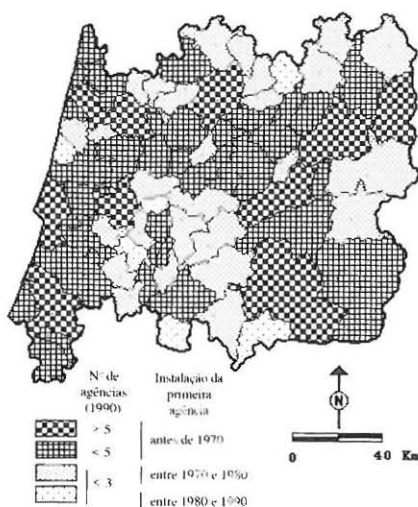 Nº de agências (1990)
Instalação da primeira agência
> 5
< 5
antes de 1970
< 3
entre 1970 e 1980
entre 1980 e 1990
N
0 40 Km